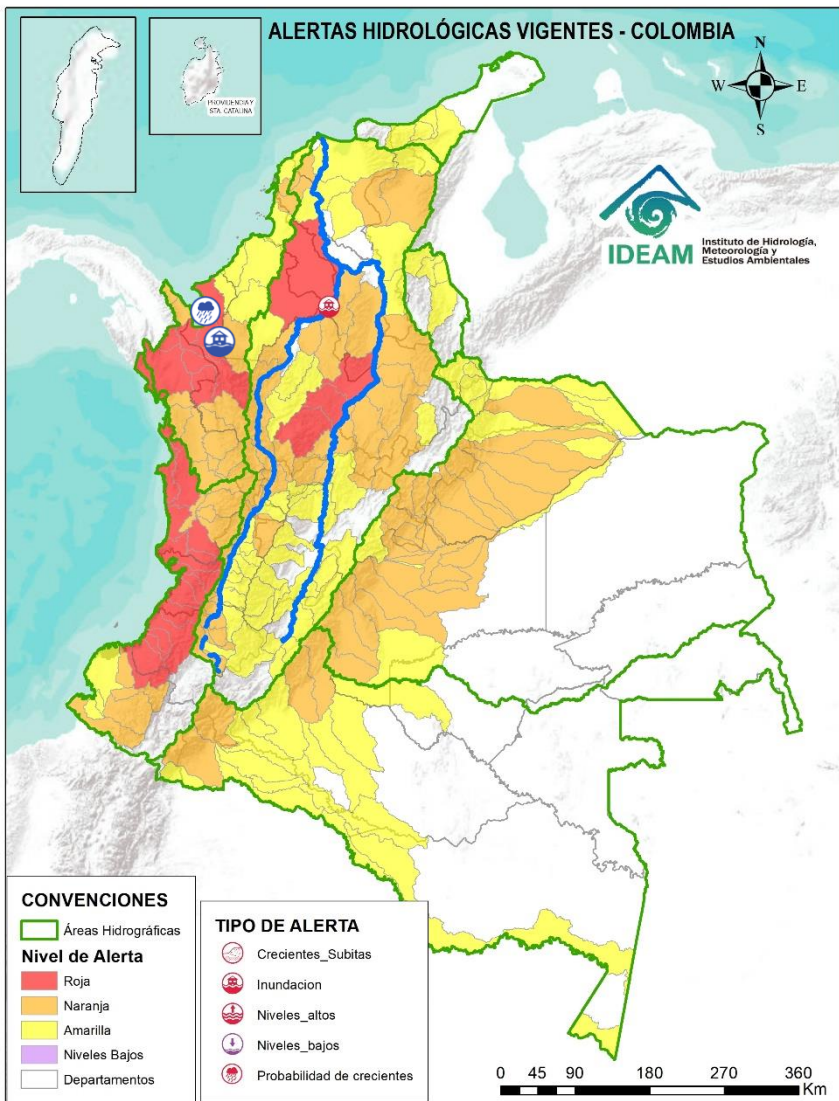 ALERTAS HIDROLÓGICAS VIGENTES - COLOMBIA
PROVIDENCIA Y
STA. CATALINA
N
W
E
S
IDEAM
Instituto de Hidrología,
Meteorología y
Estudios Ambientales
CONVENCIONES
Áreas Hidrográficas
Nivel de Alerta
Roja
Naranja
Amarilla
Niveles Bajos
Departamentos
TIPO DE ALERTA
Crecientes_Subitas
Inundacion
Niveles_altos
Niveles_bajos
Probabilidad de crecientes
0 45 90 180 270 360
Km